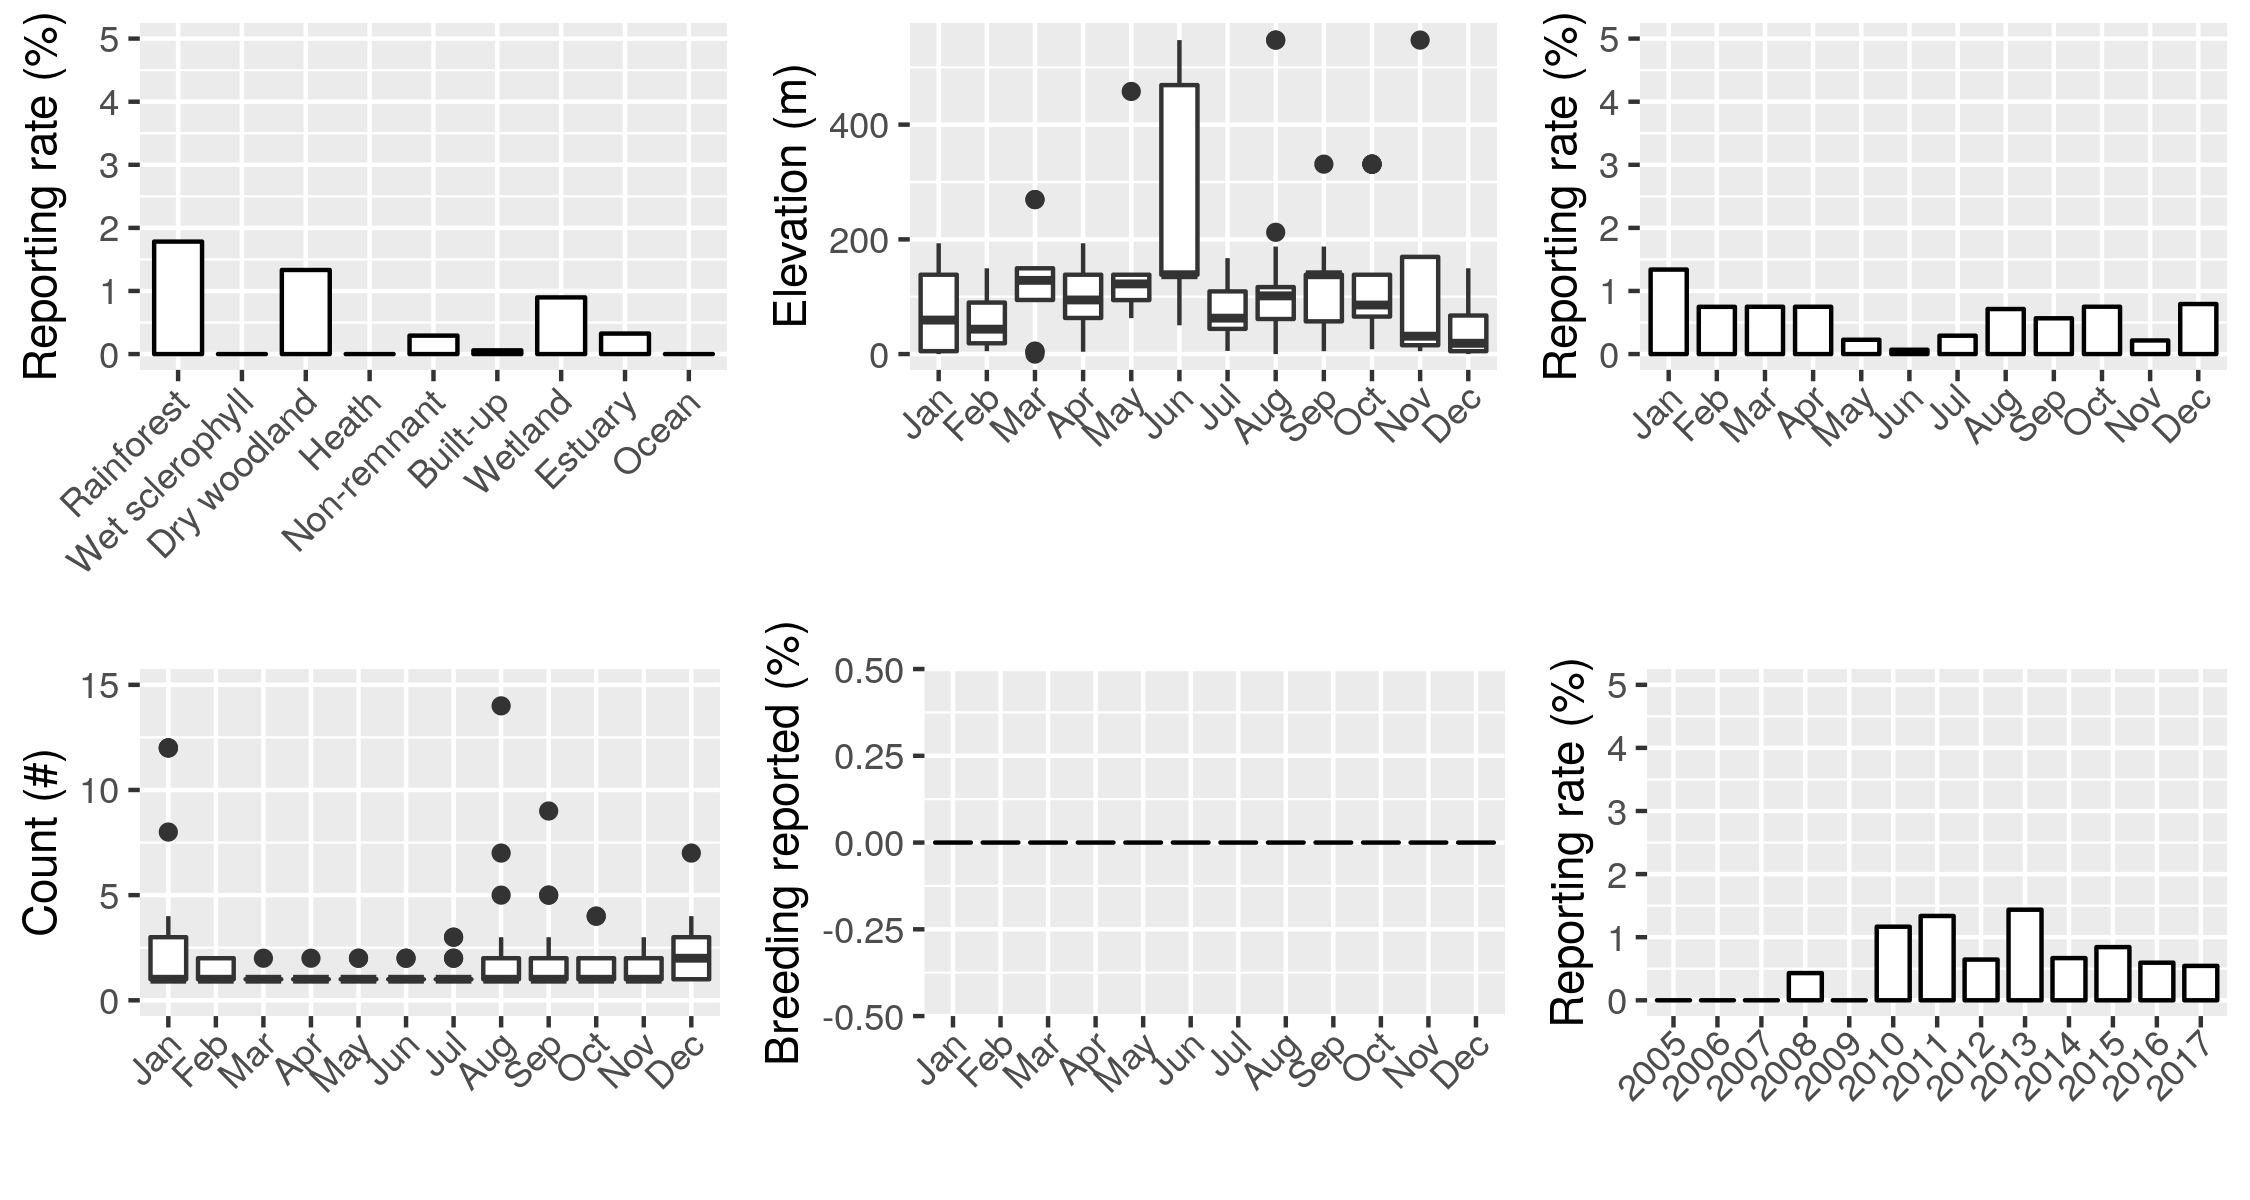 Reporting rate (%)
5
4
3
2
1
0
Rainforest
Wet sclerophyll
Dry woodland
Heath
Non-remnant
Built-up
Wetland
Estuary
Ocean
Elevation (m)
400
200
0
Jan
Feb
Mar
Apr
May
Jun
Jul
Aug
Sep
Oct
Nov
Dec
Reporting rate (%)
5
4
3
2
1
0
Jan
Feb
Mar
Apr
May
Jun
Jul
Aug
Sep
Oct
Nov
Dec
Count (#)
15
10
5
0
Jan
Feb
Mar
Apr
May
Jun
Jul
Aug
Sep
Oct
Nov
Dec
Breeding reported (%)
0.50
0.25
0.00
-0.25
-0.50
Jan
Feb
Mar
Apr
May
Jun
Jul
Aug
Sep
Oct
Nov
Dec
Reporting rate (%)
5
4
3
2
1
0
2005
2006
2007
2008
2009
2010
2011
2012
2013
2014
2015
2016
2017